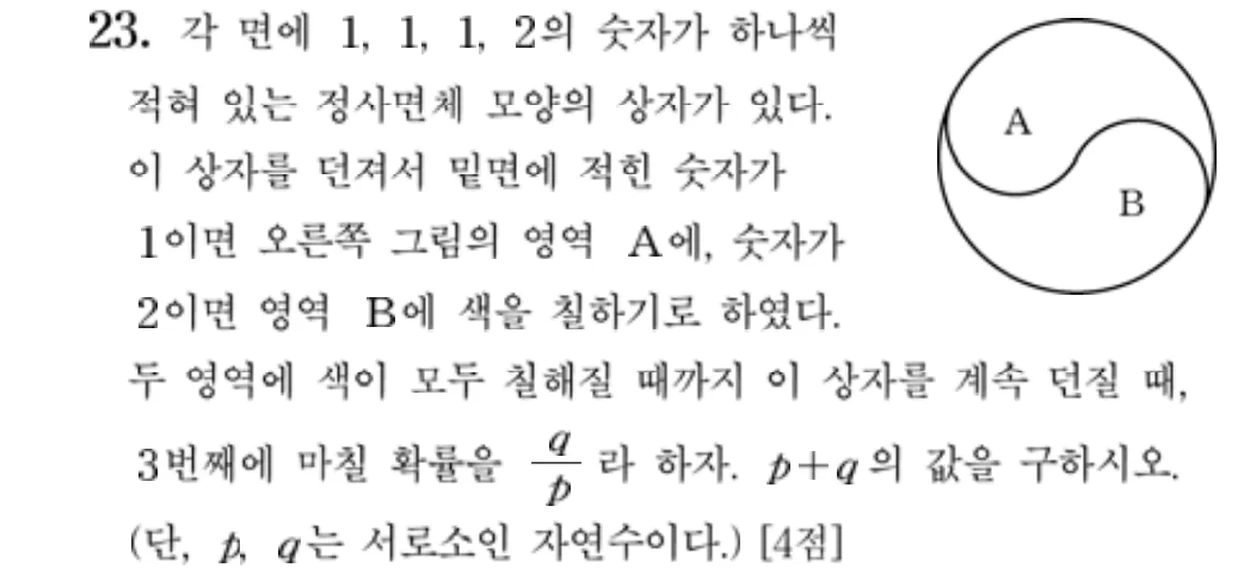 23. 각 면에 1, 1, 1, 2의 숫자가 하나씩
적혀 있는 정사면체 모양의 상자가 있다.
이 상자를 던져서 밑면에 적힌 숫자가
1이면 오른쪽 그림의 영역 A에, 숫자가
2이면 영역 B에 색을 칠하기로 하였다.
두 영역에 색이 모두 칠해질 때까지 이 상자를 계속 던질 때,
3번째에 마칠 확률을 q/p 라 하자. p+q의 값을 구하시오.
(단, p, q는 서로소인 자연수이다.) [4점]
A
B